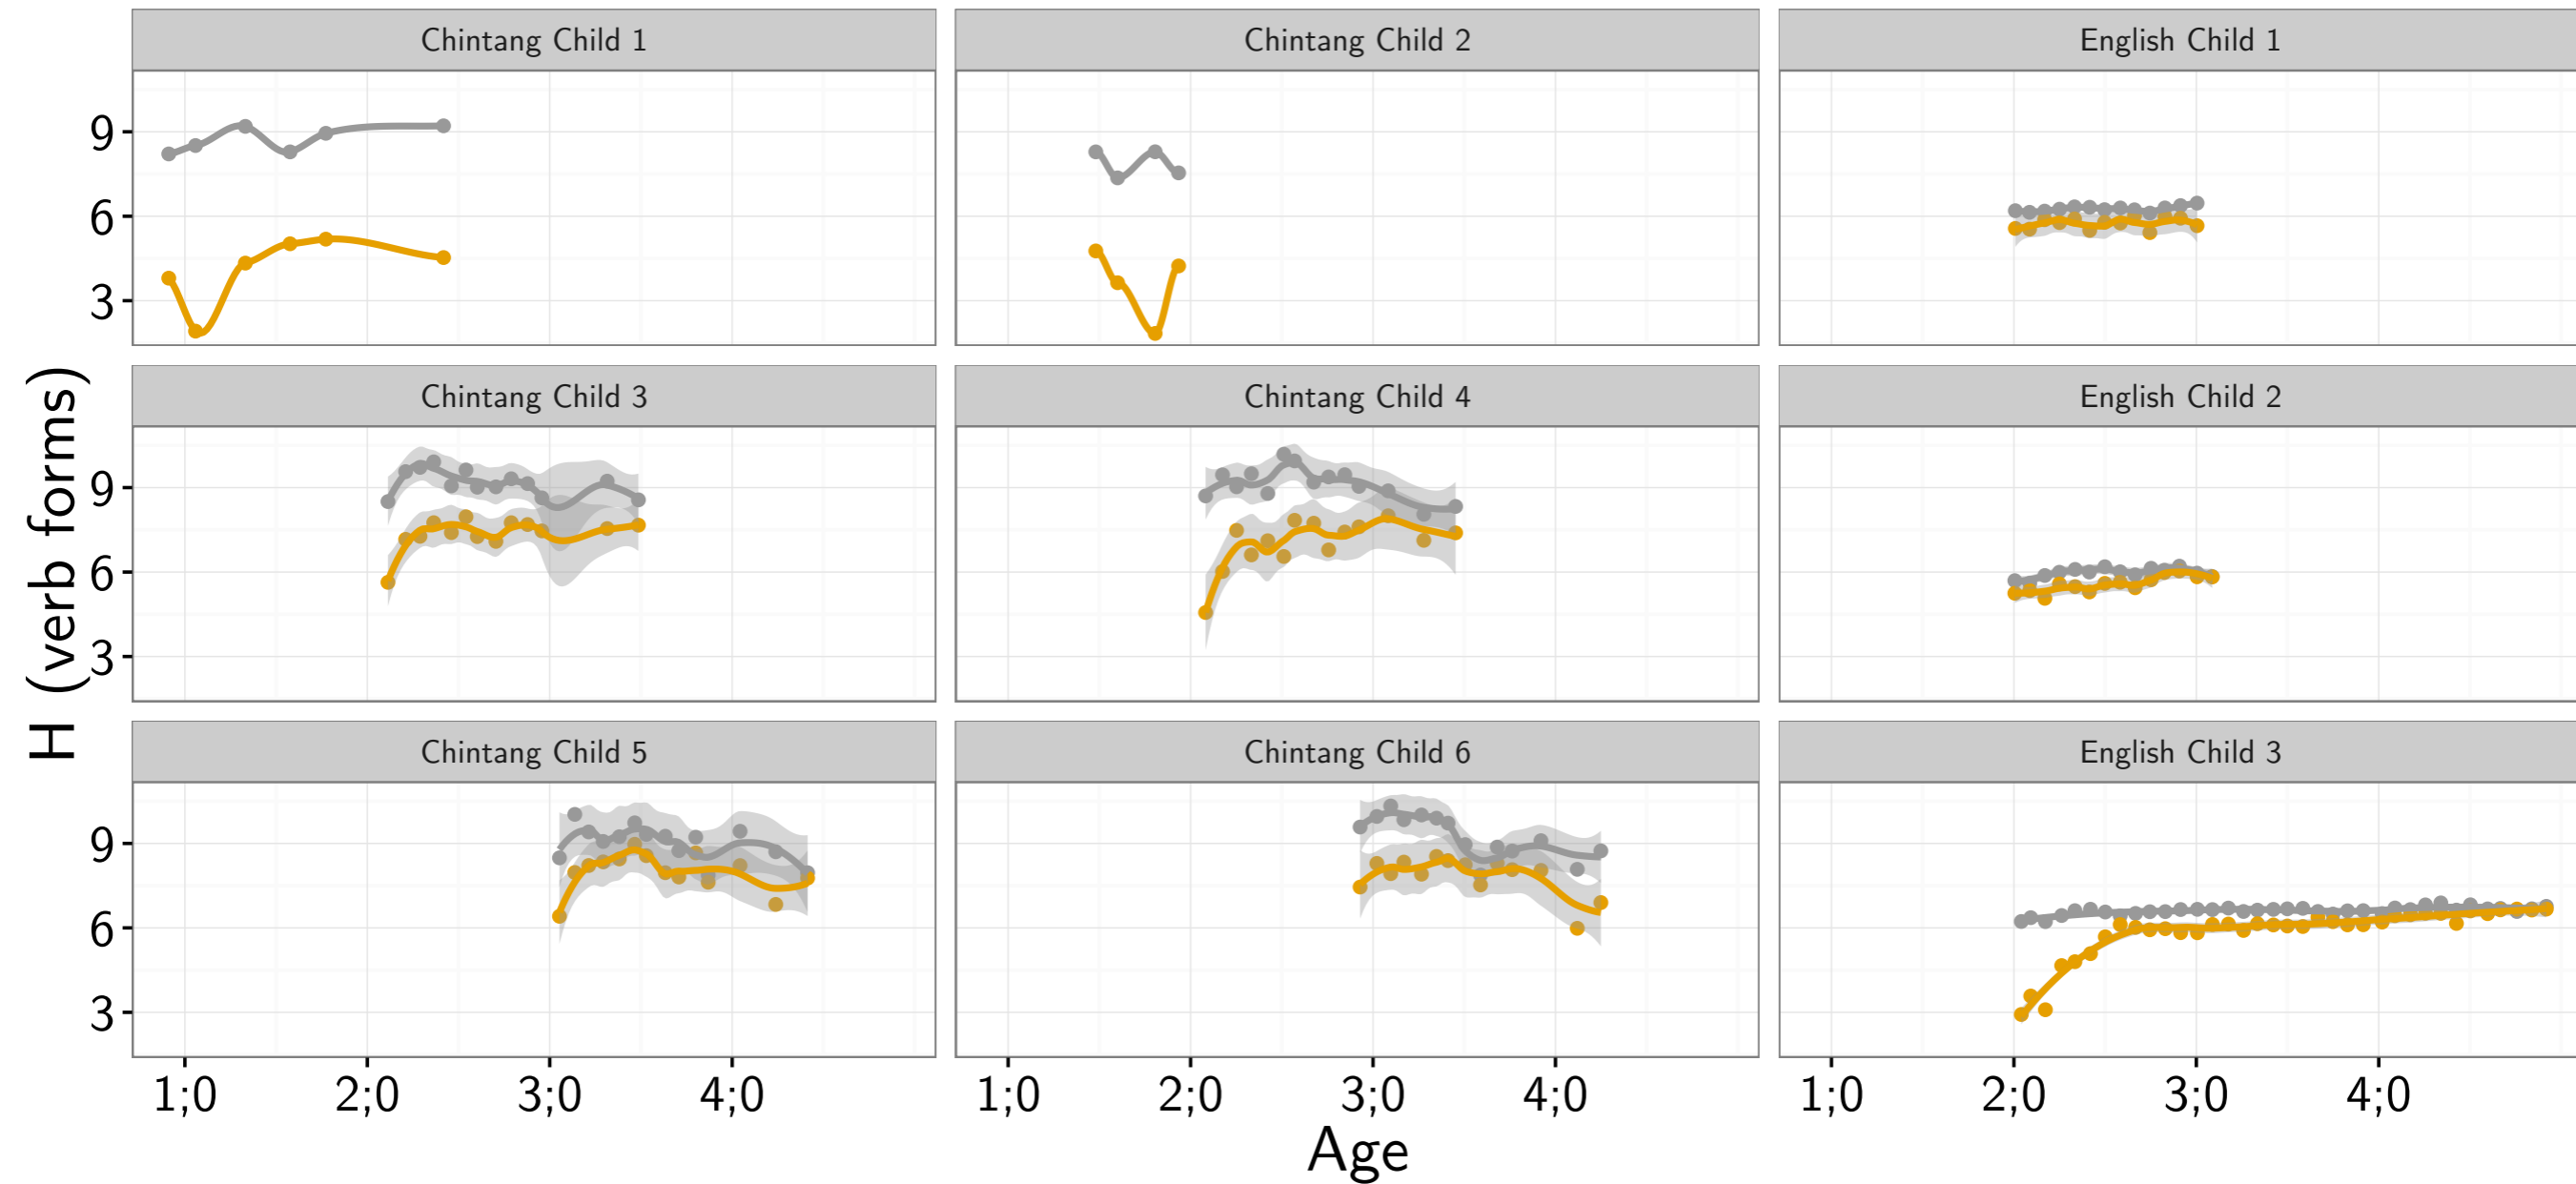 Chintang Child 1
Chintang Child 2
English Child 1
9
6
3
Chintang Child 3
Chintang Child 4
English Child 2
9
6
3
H (verb forms)
Chintang Child 5
Chintang Child 6
English Child 3
9
6
3
1;0 2;0 3;0 4;0
1;0 2;0 3;0 4;0
1;0 2;0 3;0 4;0
Age